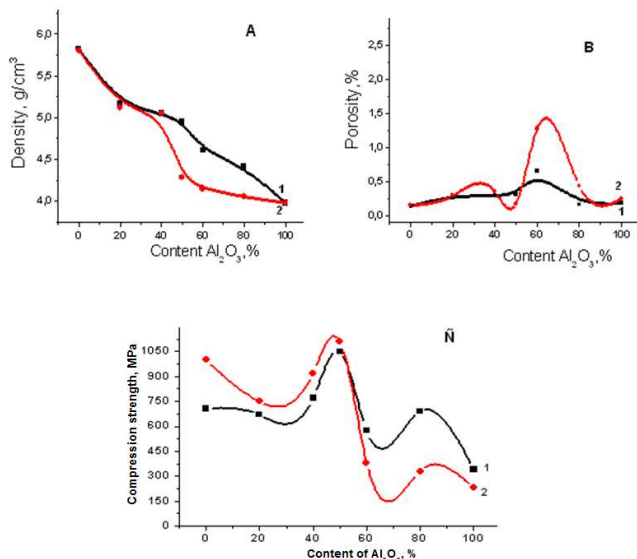 A
Density, g/cm³
6,0
5,5
5,0
4,5
4,0
1
2
0 20 40 60 80 100
Content Al₂O₃,%
B
Porosity,%
2,5
2,0
1,5
1,0
0,5
0,0
2
1
0 20 40 60 80 100
Content Al₂O₃,%
Ñ
Compression strength, MPa
1050
900
750
600
450
300
150
0
1
2
0 20 40 60 80 100
Content of Al₂O₃, %